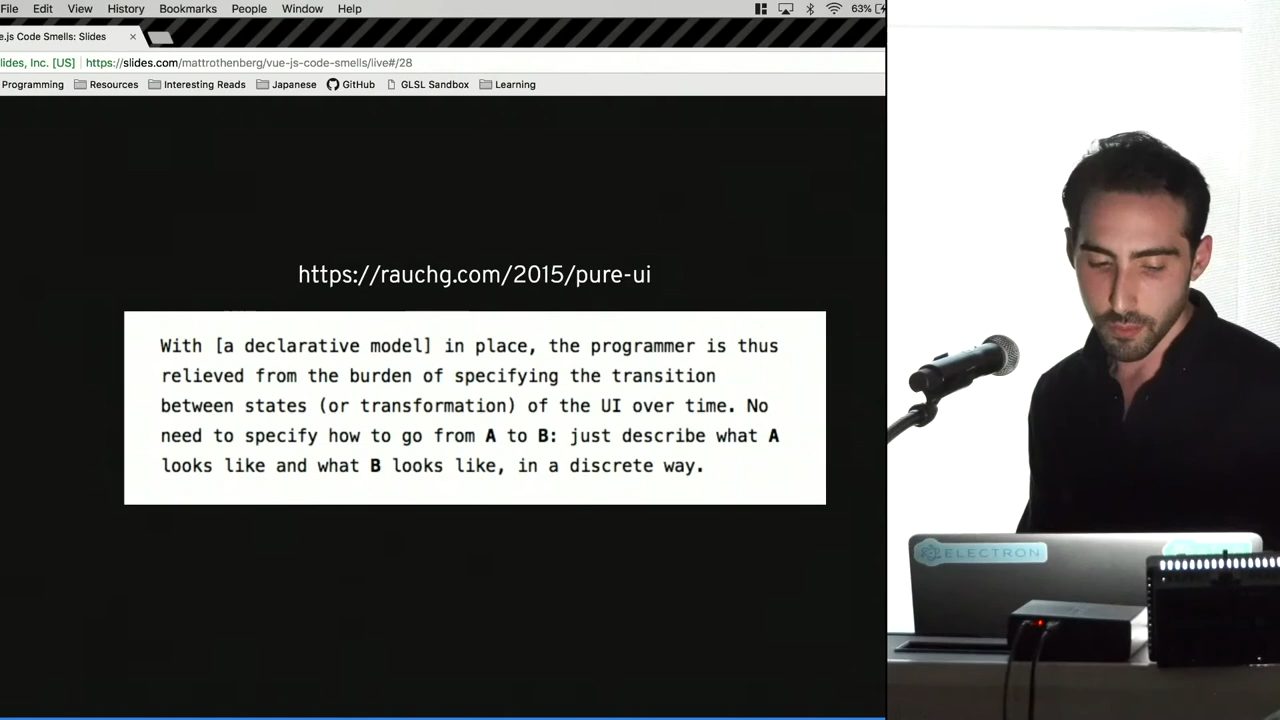 File Edit View History Bookmarks People Window Help 63%
e.js Code Smells: Slides
lides, Inc. [US] https://slides.com/mattrothenberg/vue-js-code-smells/live#/28
Programming Resources Interesting Reads Japanese GitHub GLSL Sandbox Learning
https://rauchg.com/2015/pure-ui
With [a declarative model] in place, the programmer is thus
relieved from the burden of specifying the transition
between states (or transformation) of the UI over time. No
need to specify how to go from A to B: just describe what A
looks like and what B looks like, in a discrete way.
ELECTRON